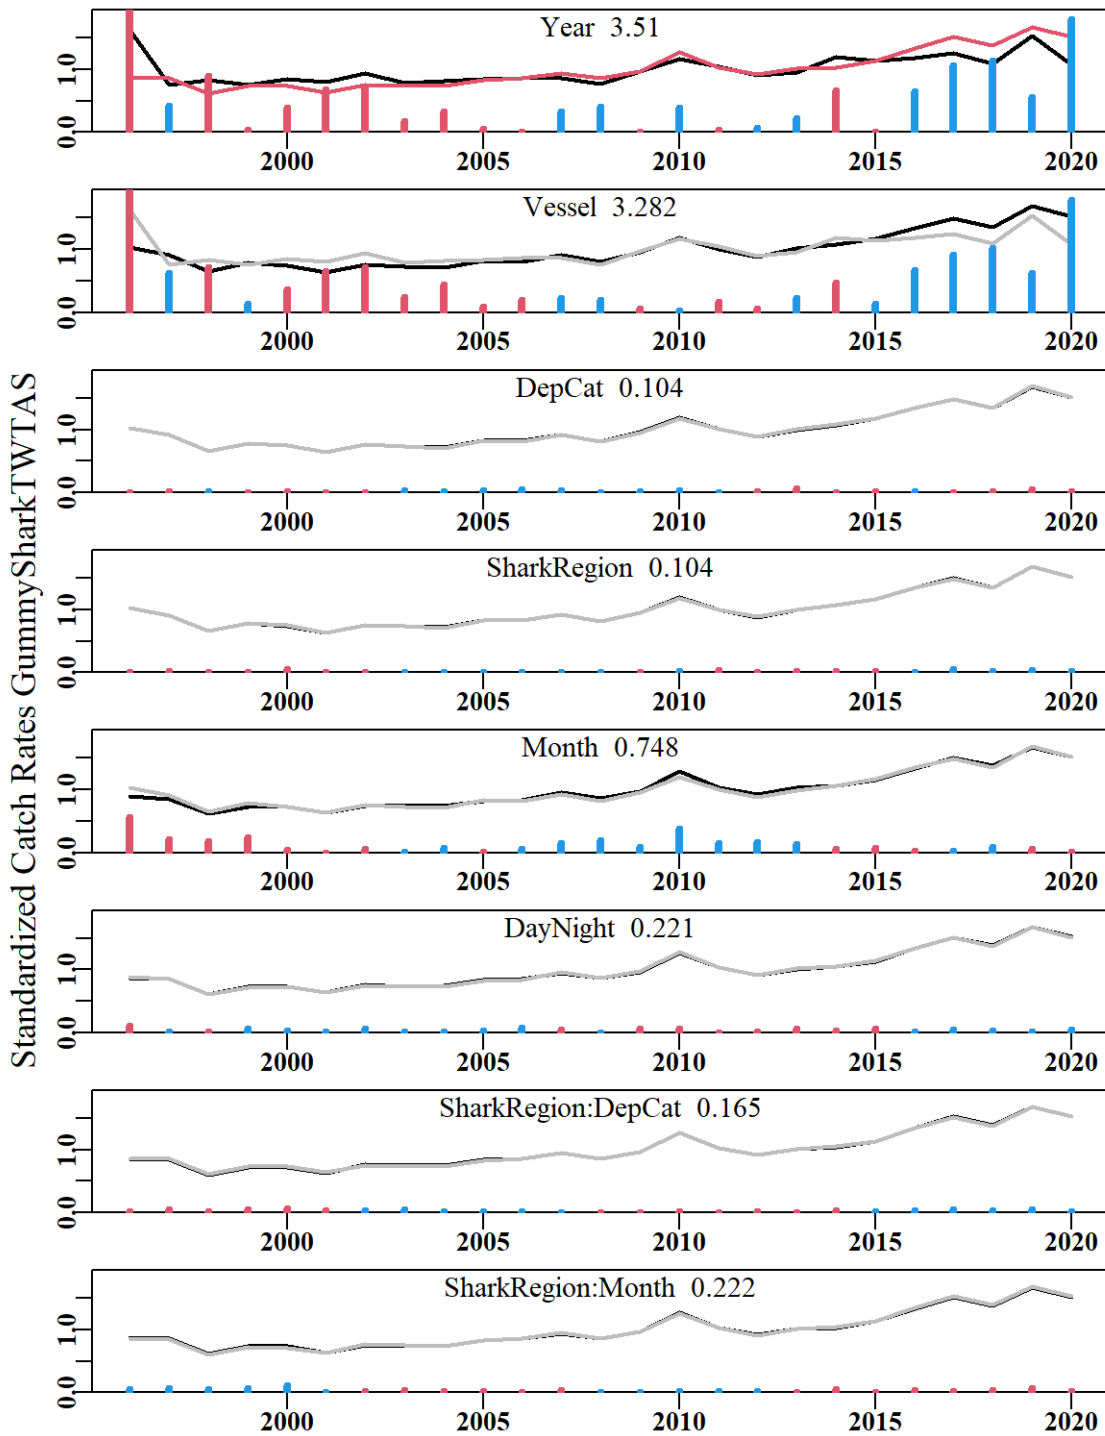 Standardized Catch Rates GummySharkTWTAS
Year 3.51
0.0 1.0
2000 2005 2010 2015 2020
Vessel 3.282
0.0 1.0
2000 2005 2010 2015 2020
DepCat 0.104
0.0 1.0
2000 2005 2010 2015 2020
SharkRegion 0.104
0.0 1.0
2000 2005 2010 2015 2020
Month 0.748
0.0 1.0
2000 2005 2010 2015 2020
DayNight 0.221
0.0 1.0
2000 2005 2010 2015 2020
SharkRegion:DepCat 0.165
0.0 1.0
2000 2005 2010 2015 2020
SharkRegion:Month 0.222
0.0 1.0
2000 2005 2010 2015 2020